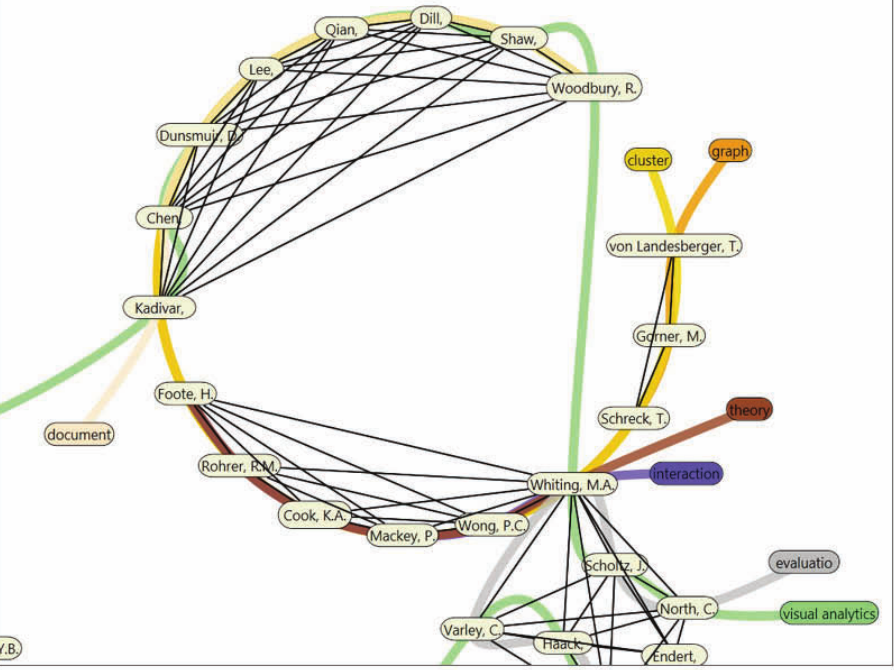 Dill,
Qian,
Shaw,
Lee,
Woodbury, R.
Dunsmuir, D.
Chen,
cluster
graph
von Landesberger, T.
Kadivar,
Gorner, M.
Foote, H.
Schreck, T.
theory
document
Rohrer, R.M.
interaction
Whiting, M.A.
Cook, K.A.
Wong, P.C.
Mackey, P.
Scholtz, J.
evaluatio
North, C.
visual analytics
Varley, C.
Haack,
Y.B.
Endert,